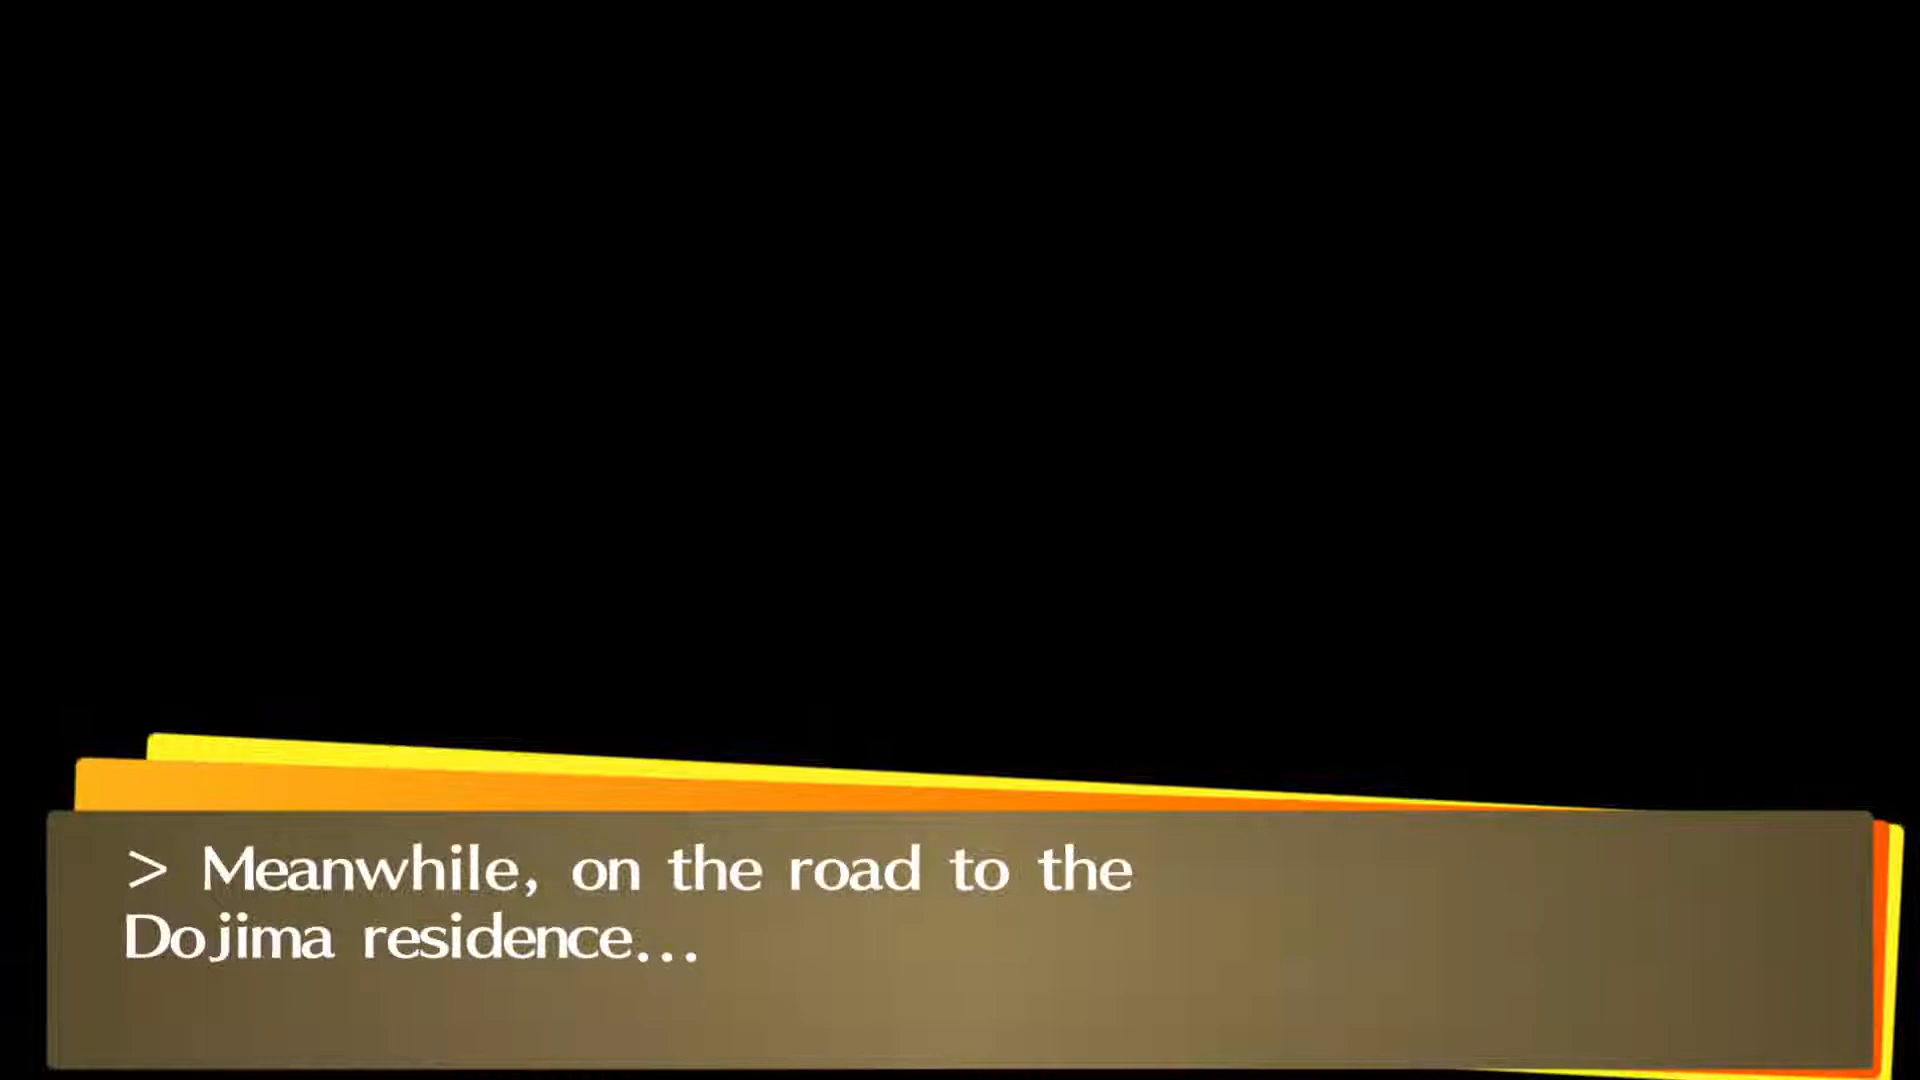 > Meanwhile, on the road to the
Dojima residence...